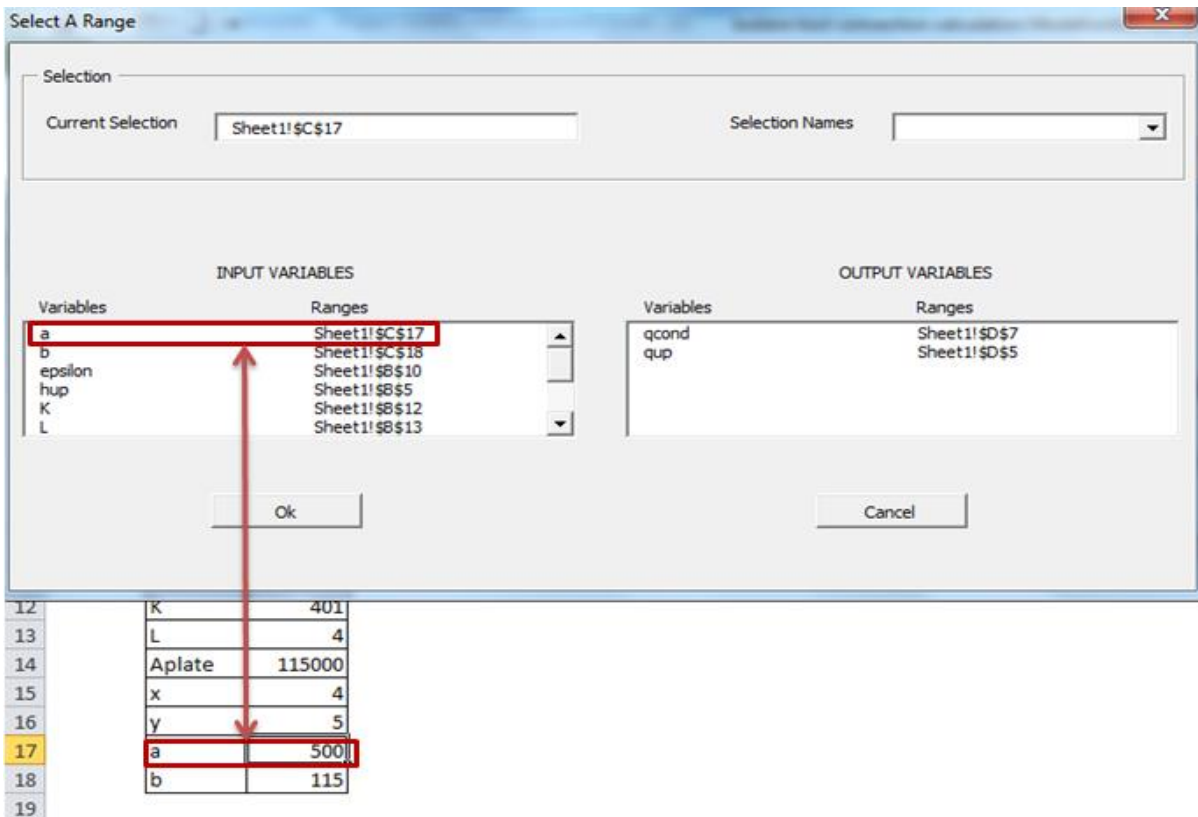 Select A Range
Selection
Current Selection Sheet1!$C$17 Selection Names
INPUT VARIABLES OUTPUT VARIABLES
Variables Ranges Variables Ranges
a Sheet1!$C$17 qcond Sheet1!$D$7
b Sheet1!$C$18 qup Sheet1!$D$5
epsilon Sheet1!$B$10
hup Sheet1!$B$5
K Sheet1!$B$12
L Sheet1!$B$13
Ok Cancel
12 K 401
13 L 4
14 Aplate 115000
15 x 4
16 y 5
17 a 500
18 b 115
19